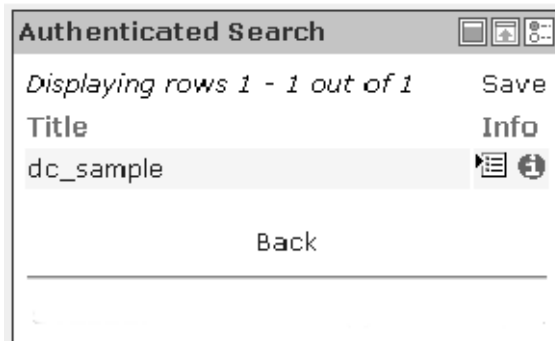 Authenticated Search
Displaying rows 1 - 1 out of 1 Save
Title Info
dc_sample
Back